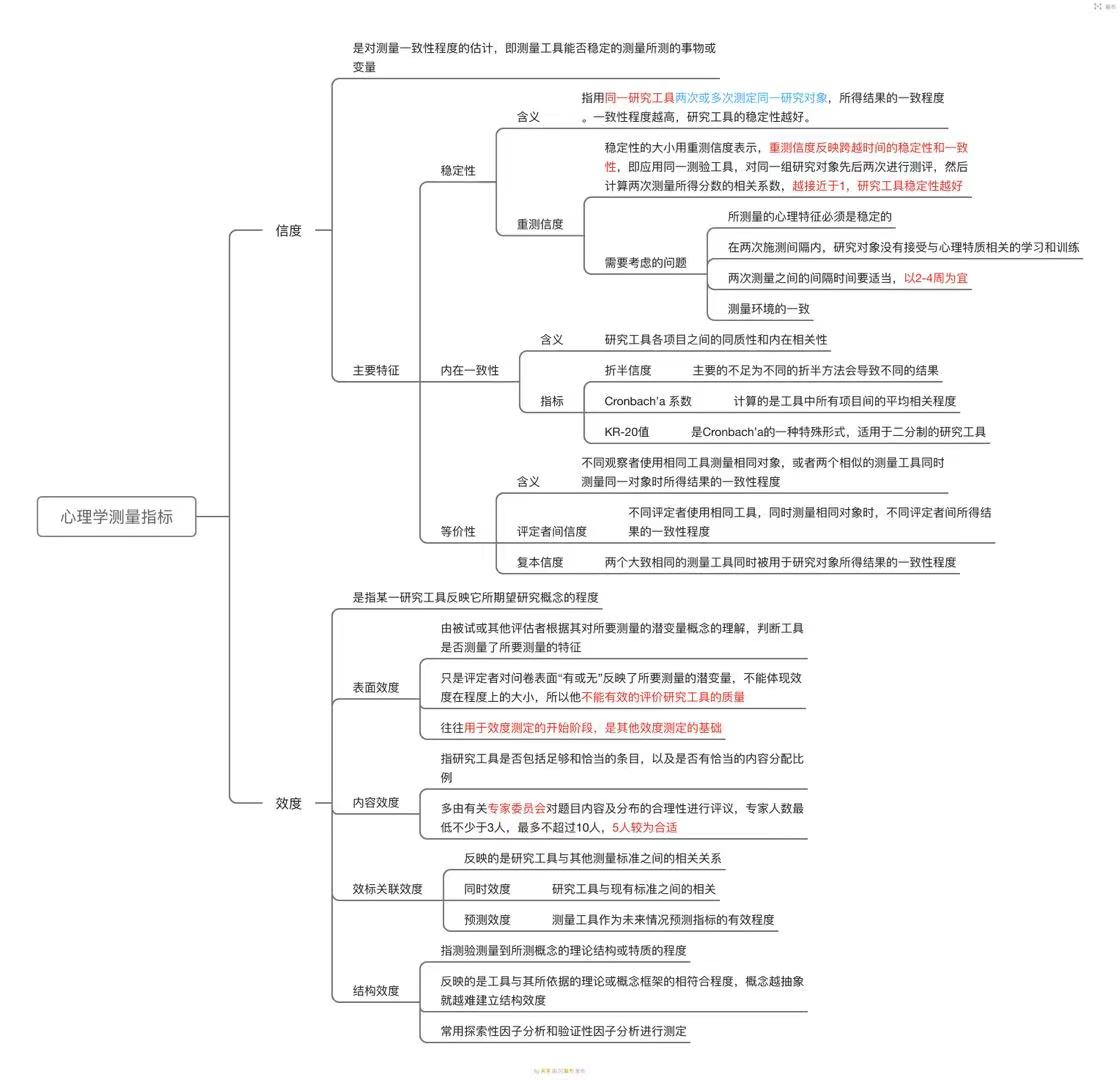 幕布
心理学测量指标
信度
是对测量一致性程度的估计，即测量工具能否稳定的测量所测的事物或
变量
主要特征
稳定性
含义
指用同一研究工具两次或多次测定同一研究对象，所得结果的一致程度
。一致性程度越高，研究工具的稳定性越好。
重测信度
稳定性的大小用重测信度表示，重测信度反映跨越时间的稳定性和一致
性，即应用同一测验工具，对同一组研究对象先后两次进行测评，然后
计算两次测量所得分数的相关系数，越接近于1，研究工具稳定性越好
需要考虑的问题
所测量的心理特征必须是稳定的
在两次施测间隔内，研究对象没有接受与心理特质相关的学习和训练
两次测量之间的间隔时间要适当，以2-4周为宜
测量环境的一致
内在一致性
含义
研究工具各项目之间的同质性和内在相关性
指标
折半信度
主要的不足为不同的折半方法会导致不同的结果
Cronbach'a 系数
计算的是工具中所有项目间的平均相关程度
KR-20值
是Cronbach'a的一种特殊形式，适用于二分制的研究工具
等价性
含义
不同观察者使用相同工具测量相同对象，或者两个相似的测量工具同时
测量同一对象时所得结果的一致性程度
评定者间信度
不同评定者使用相同工具，同时测量相同对象时，不同评定者间所得结
果的一致性程度
复本信度
两个大致相同的测量工具同时被用于研究对象所得结果的一致性程度
效度
是指某一研究工具反映它所期望研究概念的程度
表面效度
由被试或其他评估者根据其对所要测量的潜变量概念的理解，判断工具
是否测量了所要测量的特征
只是评定者对问卷表面“有或无”反映了所要测量的潜变量，不能体现效
度在程度上的大小，所以他不能有效的评价研究工具的质量
往往用于效度测定的开始阶段，是其他效度测定的基础
内容效度
指研究工具是否包括足够和恰当的条目，以及是否有恰当的内容分配比
例
多由有关专家委员会对题目内容及分布的合理性进行评议，专家人数最
低不少于3人，最多不超过10人，5人较为合适
效标关联效度
反映的是研究工具与其他测量标准之间的相关关系
同时效度
研究工具与现有标准之间的相关
预测效度
测量工具作为未来情况预测指标的有效程度
结构效度
指测验测量到所测概念的理论结构或特质的程度
反映的是工具与其所依据的理论或概念框架的相符合程度，概念越抽象
就越难建立结构效度
常用探索性因子分析和验证性因子分析进行测定